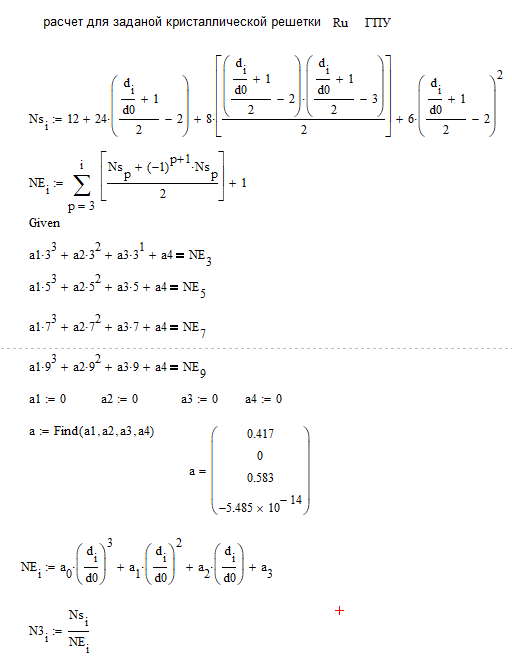 расчет для заданой кристаллической решетки Ru ГПУ
Ns_i := 12 + 24·((d_i/d0 + 1)/2 − 2) + 8·[((d_i/d0 + 1)/2 − 2)·((d_i/d0 + 1)/2 − 3)/2] + 6·((d_i/d0 + 1)/2 − 2)^2
NE_i := ∑_{p = 3}^{i} [(Ns_p + (−1)^{p+1}·Ns_p)/2] + 1
Given
a1·3^3 + a2·3^2 + a3·3^1 + a4 = NE_3
a1·5^3 + a2·5^2 + a3·5 + a4 = NE_5
a1·7^3 + a2·7^2 + a3·7 + a4 = NE_7
a1·9^3 + a2·9^2 + a3·9 + a4 = NE_9
a1 := 0 a2 := 0 a3 := 0 a4 := 0
a := Find(a1,a2,a3,a4)
a = (0.417
0
0.583
−5.485 × 10^{−14})
NE_i := a_0·(d_i/d0)^3 + a_1·(d_i/d0)^2 + a_2·(d_i/d0) + a_3
N3_i := Ns_i/NE_i